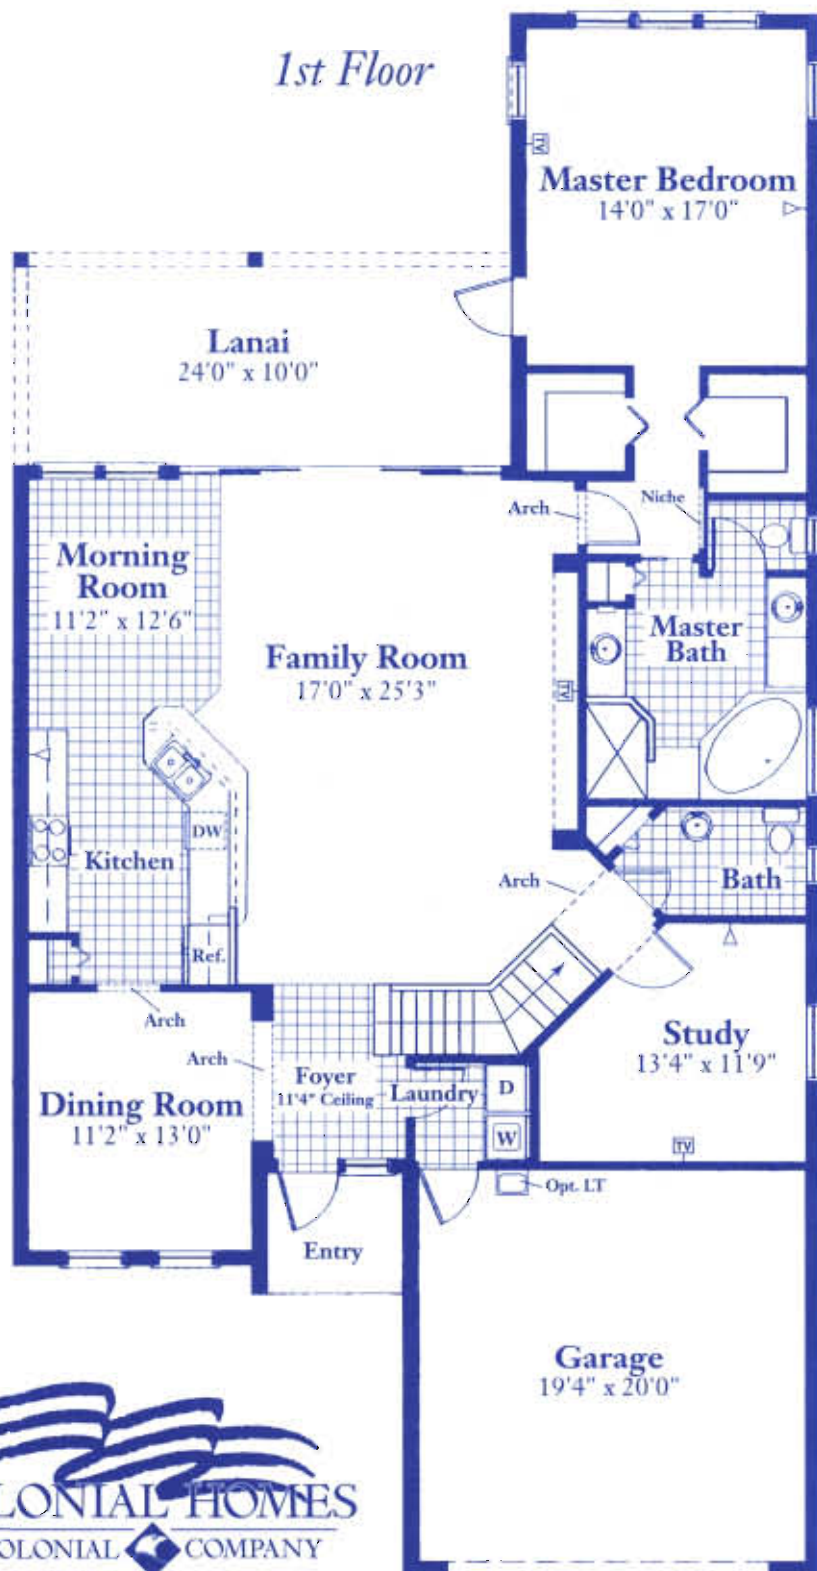 1st Floor
Master Bedroom
14'0" x 17'0"
TV
Lanai
24'0" x 10'0"
Arch
Niche
Morning
Room
11'2" x 12'6"
Family Room
17'0" x 25'3"
Master
Bath
TV
DW
Kitchen
Arch
Bath
Ref.
Arch
Arch
Study
13'4" x 11'9"
Foyer
11'4" Ceiling
Laundry
D
W
Dining Room
11'2" x 13'0"
TV
Opt. LT
Entry
Garage
19'4" x 20'0"
LONIAL HOMES
OLONIAL COMPANY